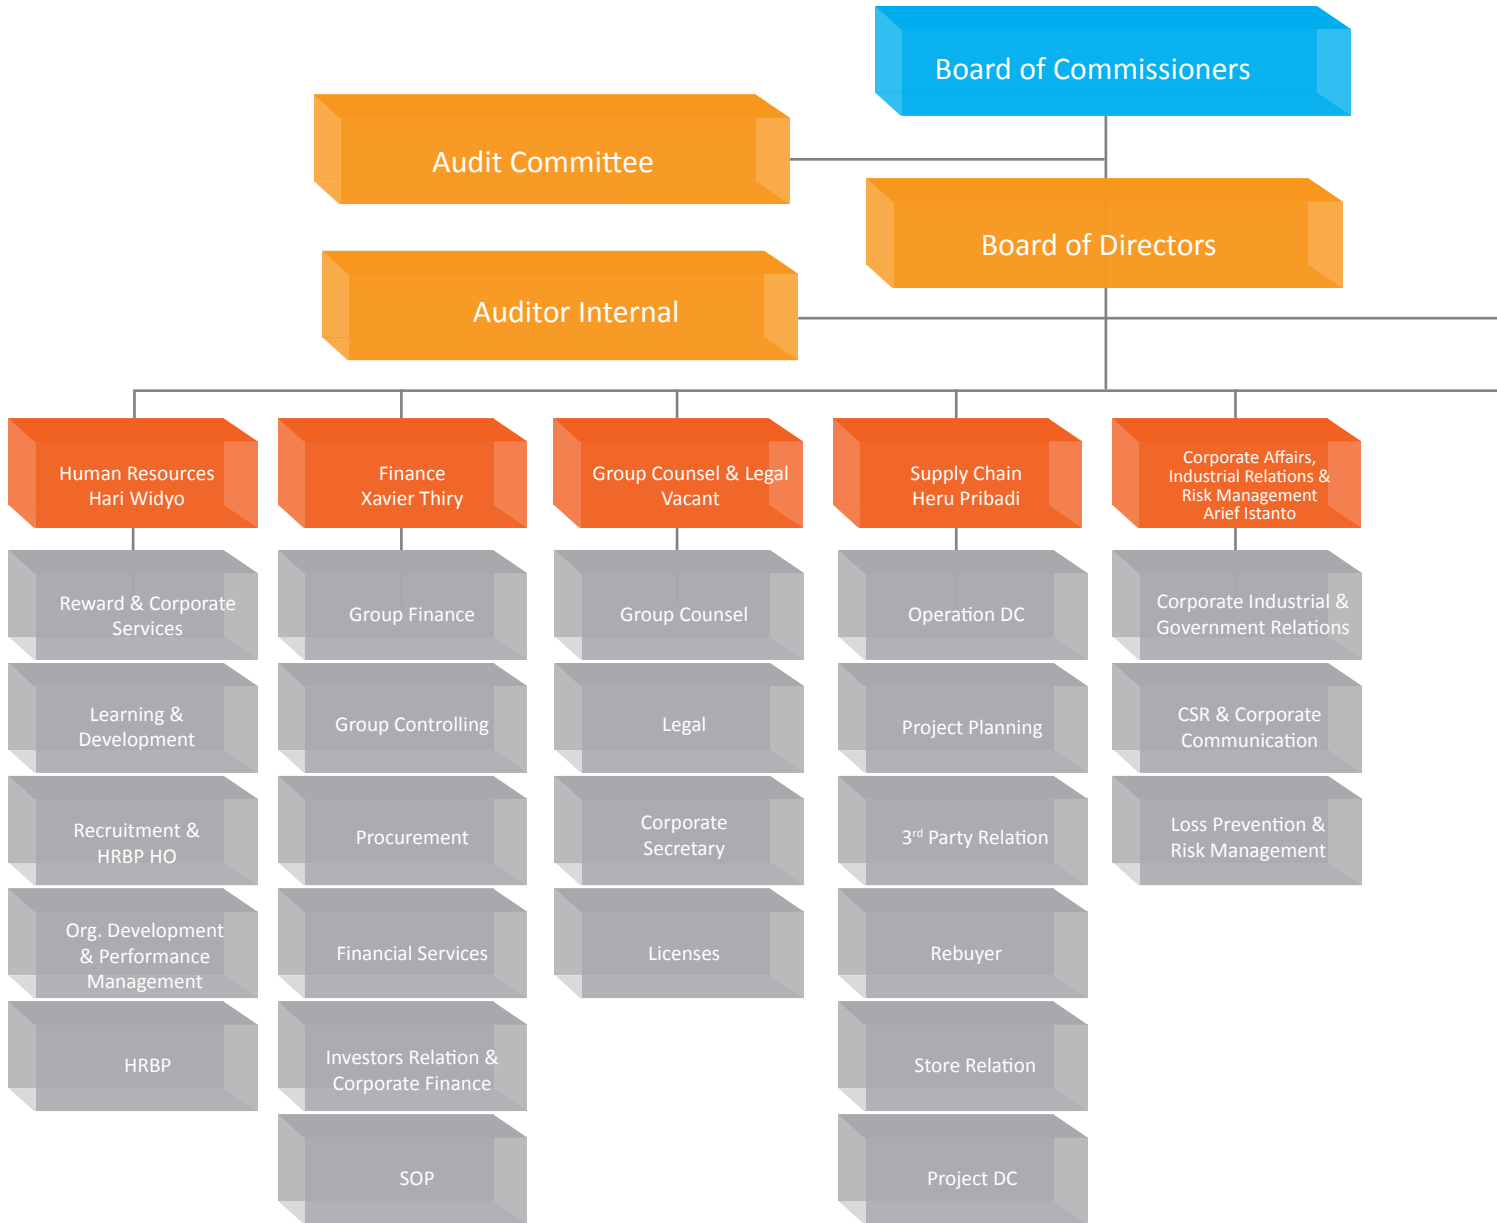 Board of Commissioners
Audit Committee
Board of Directors
Auditor Internal
Human Resources
Hari Widyo
Finance
Xavier Thiry
Group Counsel & Legal
Vacant
Supply Chain
Heru Pribadi
Corporate Affairs,
Industrial Relations &
Risk Management
Arief Istanto
Reward & Corporate
Services
Learning &
Development
Recruitment &
HRBP HO
Org. Development
& Performance
Management
HRBP
Group Finance
Group Controlling
Procurement
Financial Services
Investors Relation &
Corporate Finance
SOP
Group Counsel
Legal
Corporate
Secretary
Licenses
Operation DC
Project Planning
3rd Party Relation
Rebuyer
Store Relation
Project DC
Corporate Industrial &
Government Relations
CSR & Corporate
Communication
Loss Prevention &
Risk Management